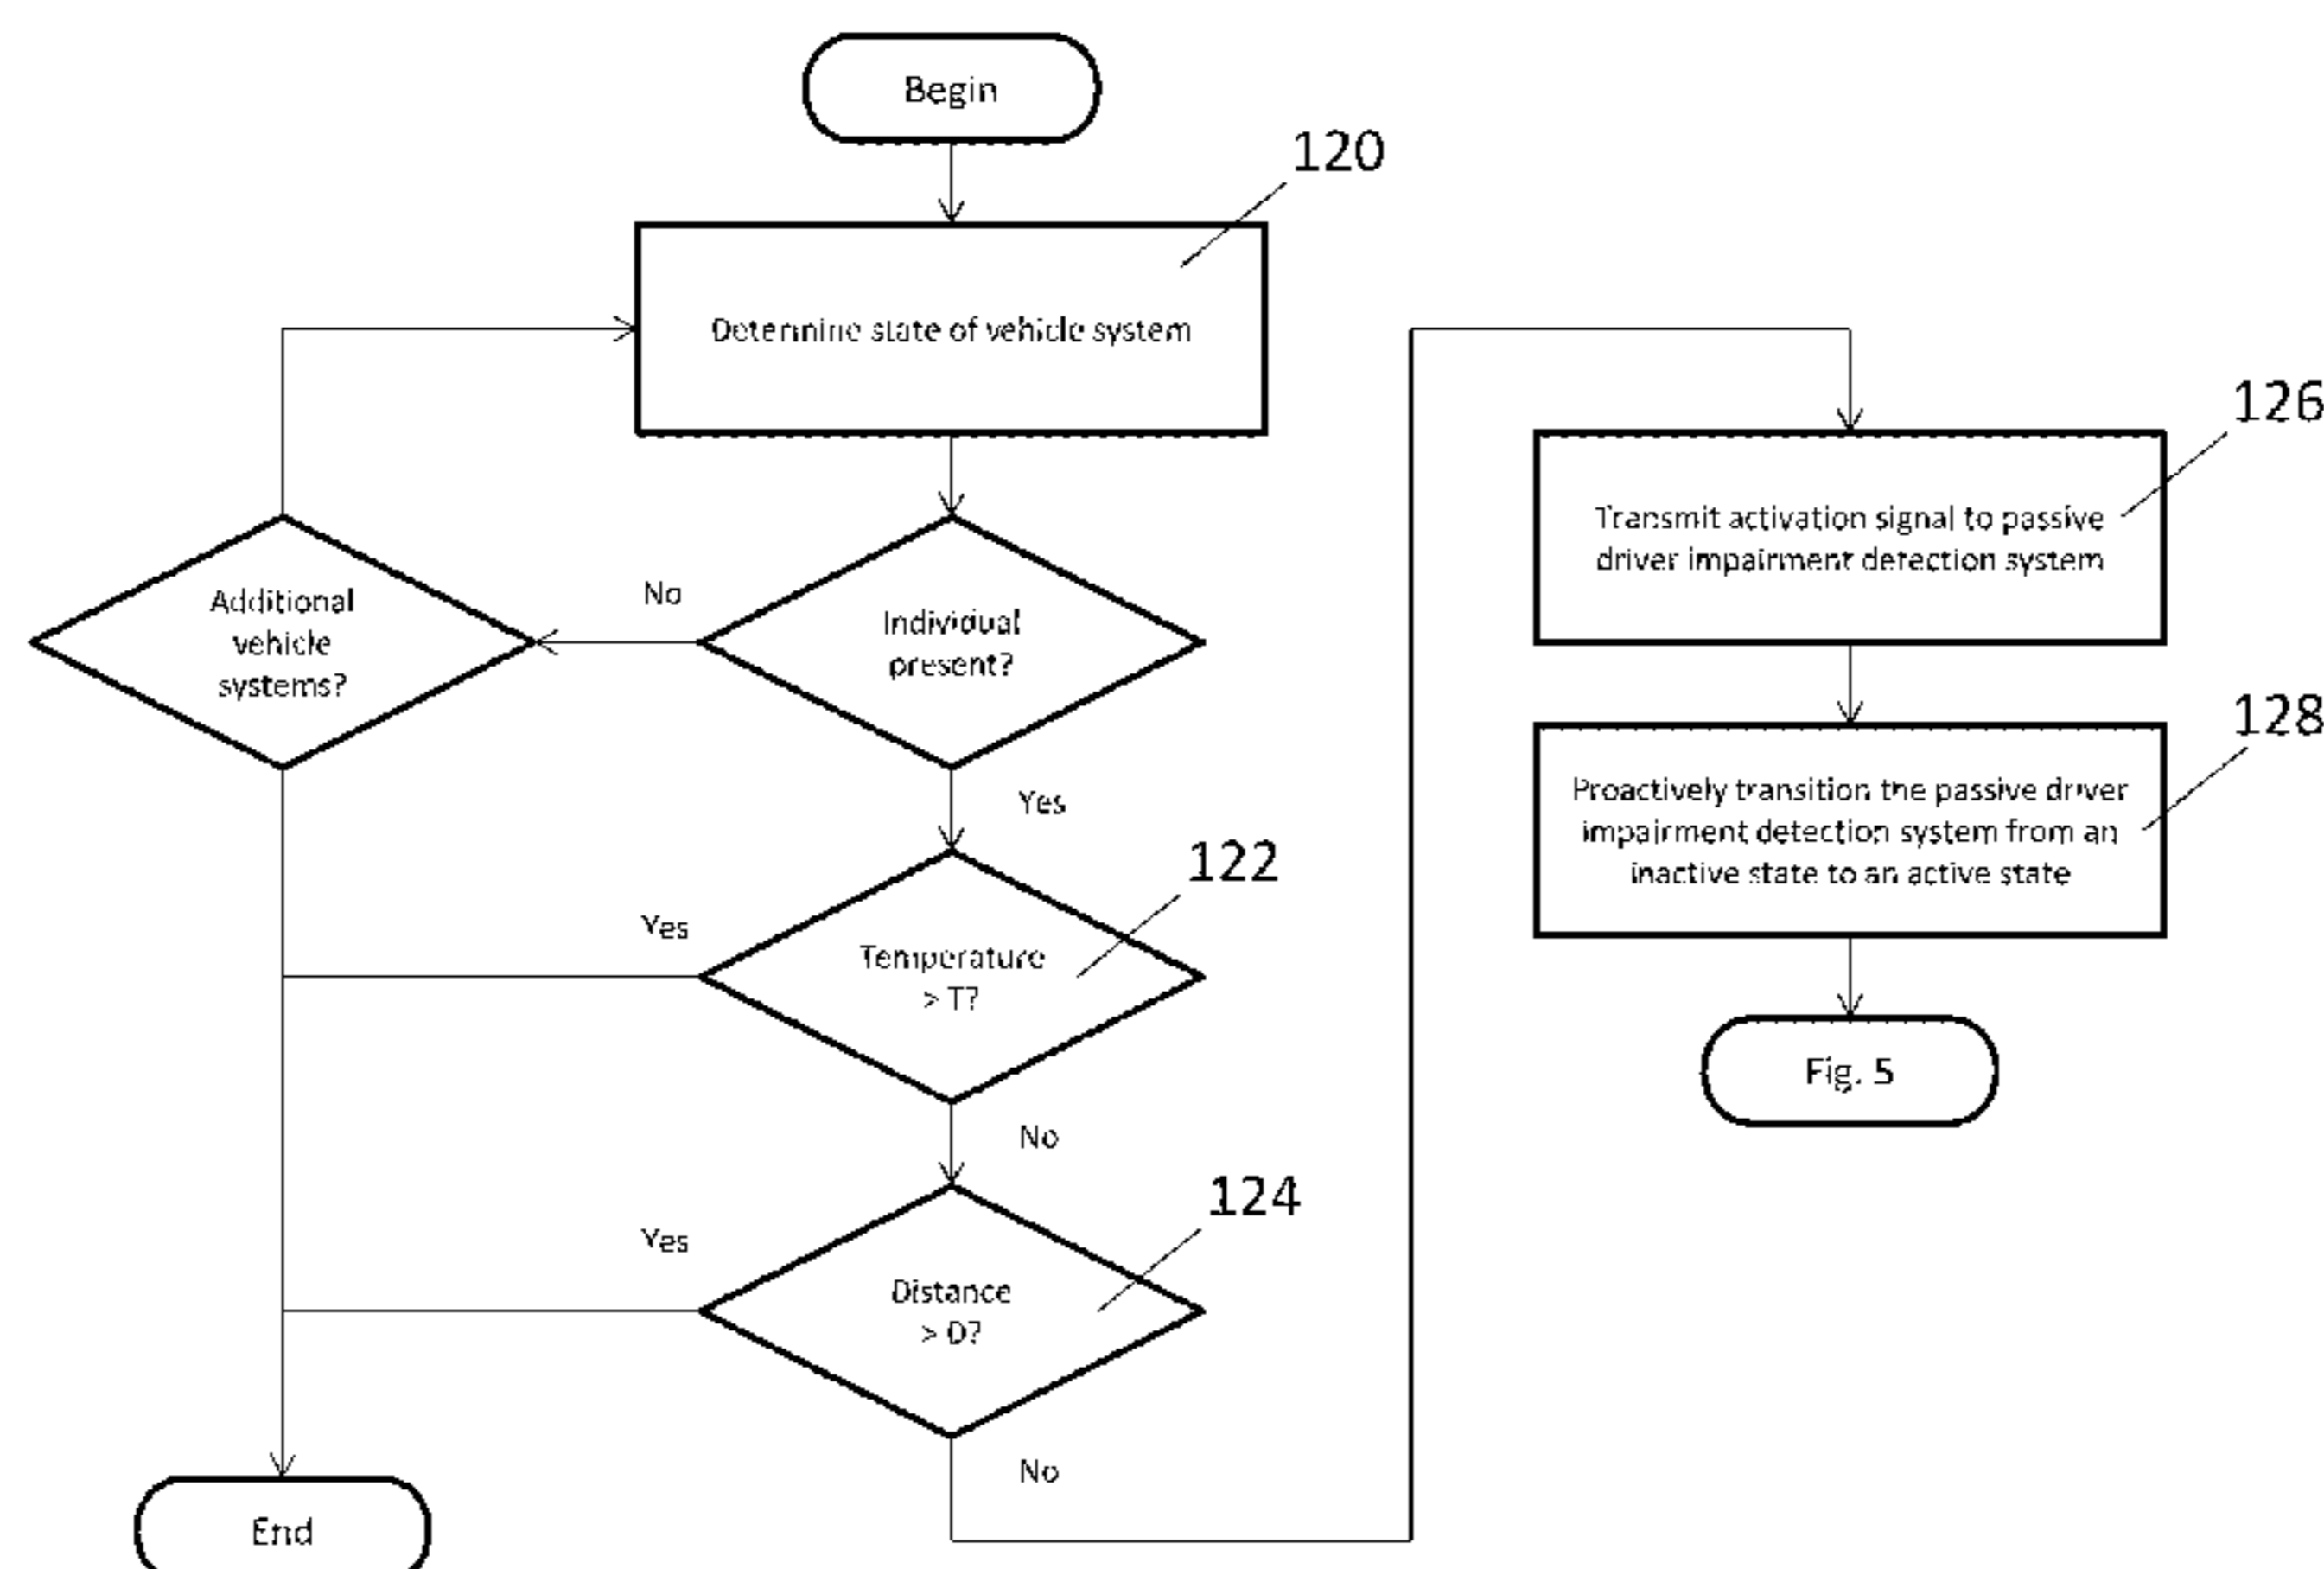 Begin
120
Determine state of vehicle system
Additional
vehicle
systems?
No
Individual
present?
Yes
122
Yes
Temperature
> T?
No
124
Yes
Distance
> D?
No
End
126
Transmit activation signal to passive
driver impairment detection system
128
Proactively transition the passive driver
impairment detection system from an
inactive state to an active state
Fig. 5